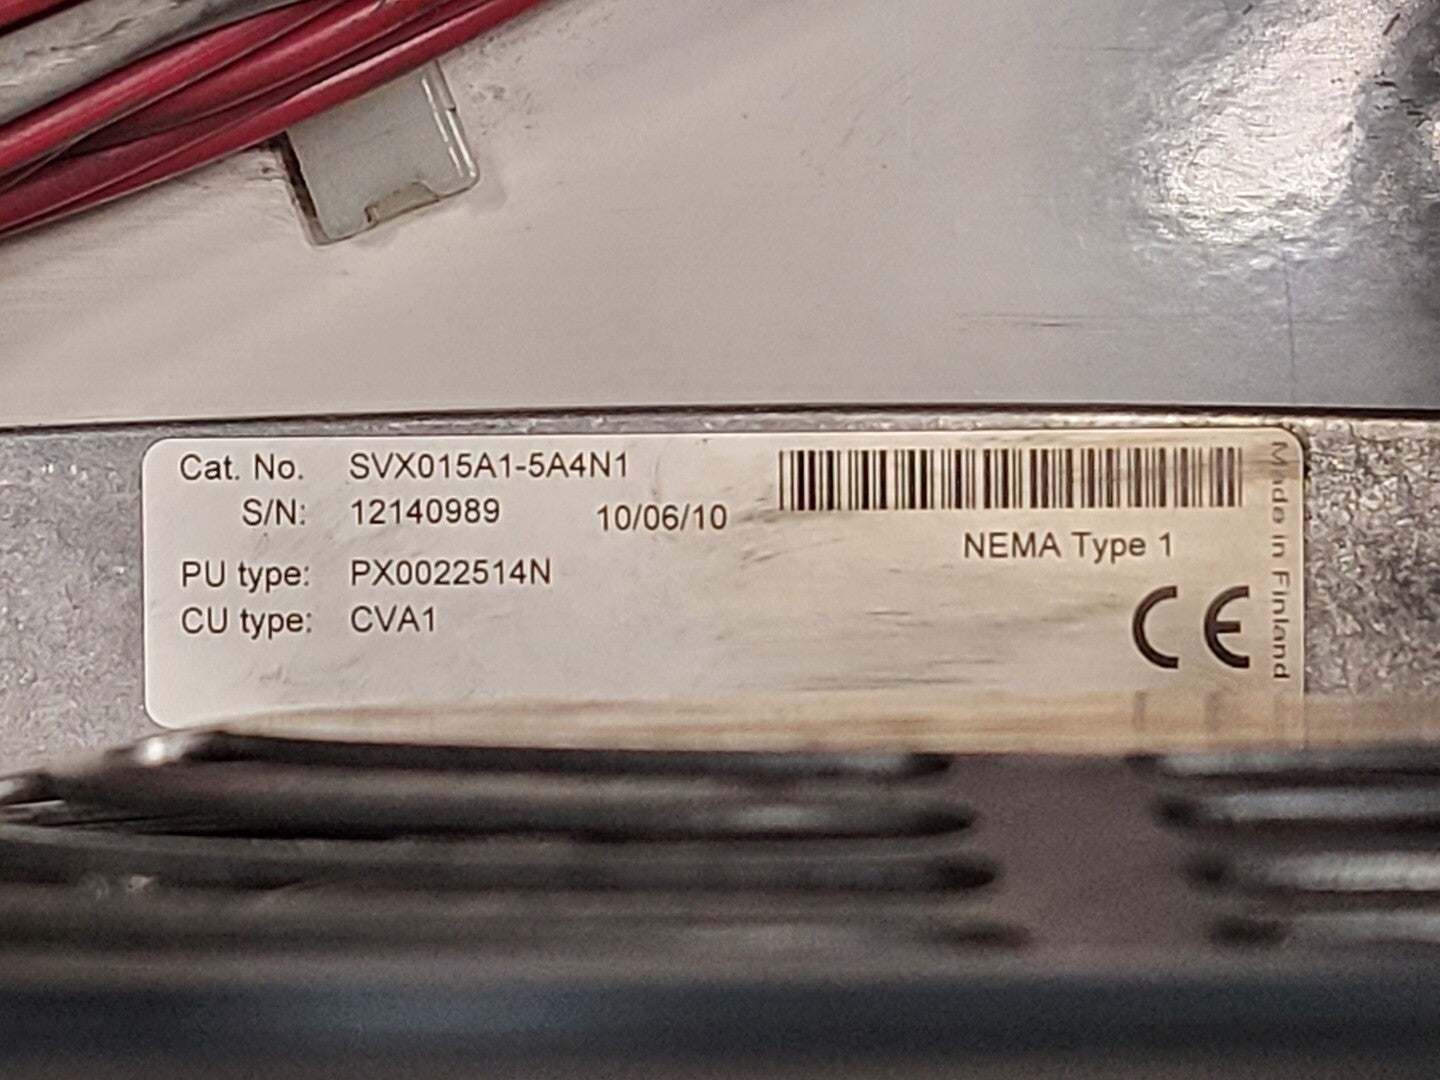 Cat. No. SVX015A1-5A4N1
S/N: 12140989 10/06/10
NEMA Type 1
PU type: PX0022514N
CU type: CVA1
CE
Made in Finland